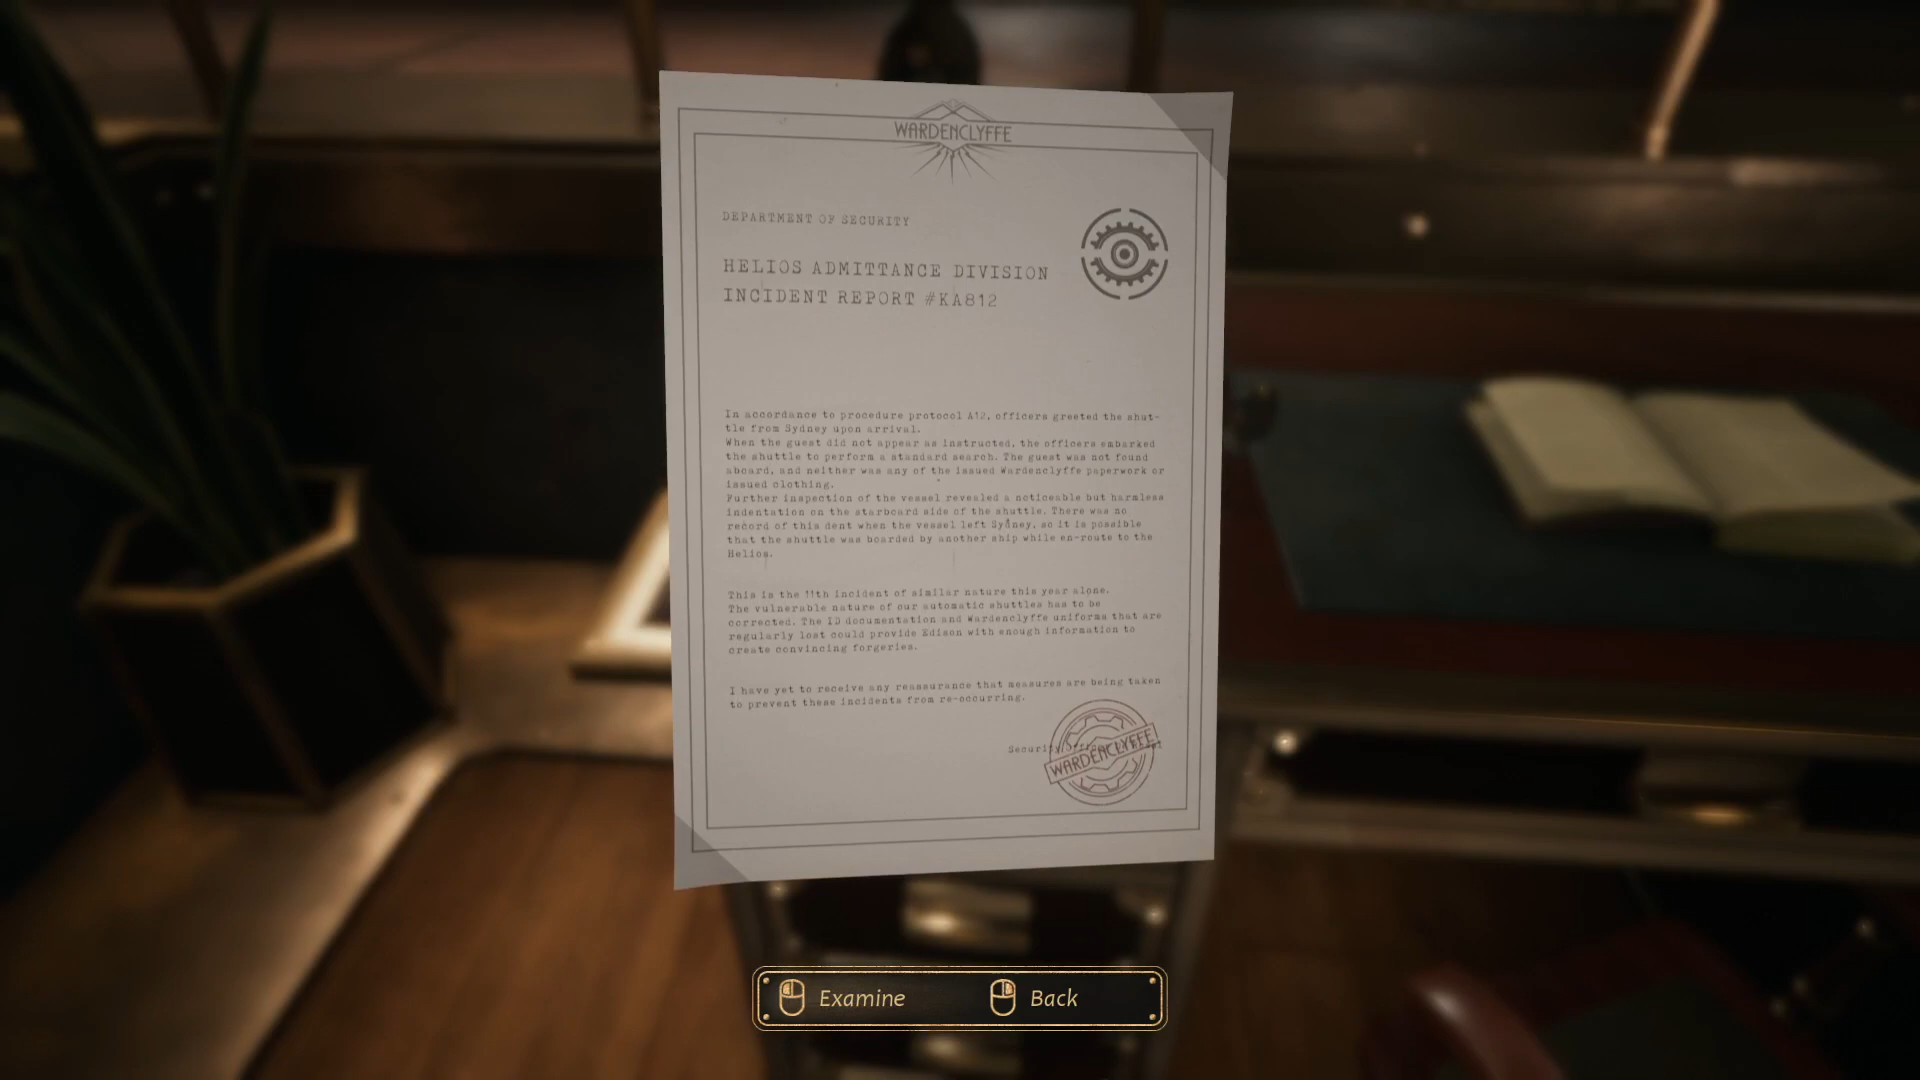 WARDENCLYFFE
DEPARTMENT OF SECURITY
HELIOS ADMITTANCE DIVISION
INCIDENT REPORT #KA812
In accordance to procedure protocol A12, officers greeted the shut-
tle from Sydney upon arrival.
When the guest did not appear as instructed, the officers embarked
the shuttle to perform a standard search. The guest was not found
aboard, and neither was any of the issued Wardenclyffe paperwork or
issued clothing.
Further inspection of the vessel revealed a noticeable but harmless
indentation on the starboard side of the shuttle. There was no
record of this dent when the vessel left Sydney, so it is possible
that the shuttle was boarded by another ship while en-route to the
Helios.
This is the 11th incident of similar nature this year alone.
The vulnerable nature of our automatic shuttles has to be
corrected. The ID documentation and Wardenclyffe uniforms that are
regularly lost could provide Edison with enough information to
create convincing forgeries.
I have yet to receive any reassurance that measures are being taken
to prevent these incidents from re-occurring.
Security
WARDENCLYFFE
Examine
Back